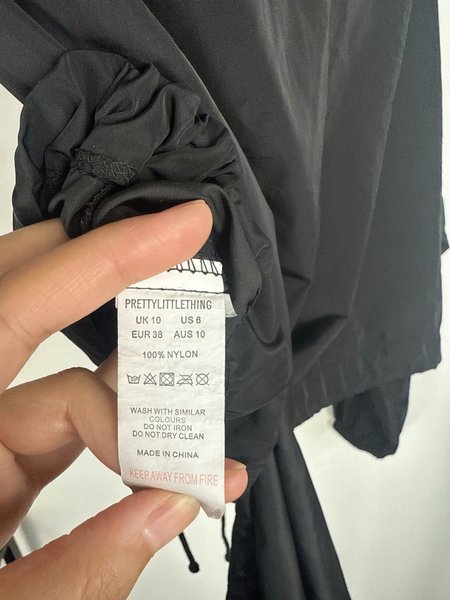 PRETTYLITTLETHING
UK 10 US 6
EUR 38 AUS 10
100% NYLON
WASH WITH SIMILAR
COLOURS
DO NOT IRON
DO NOT DRY CLEAN
MADE IN CHINA
KEEP AWAY FROM FIRE